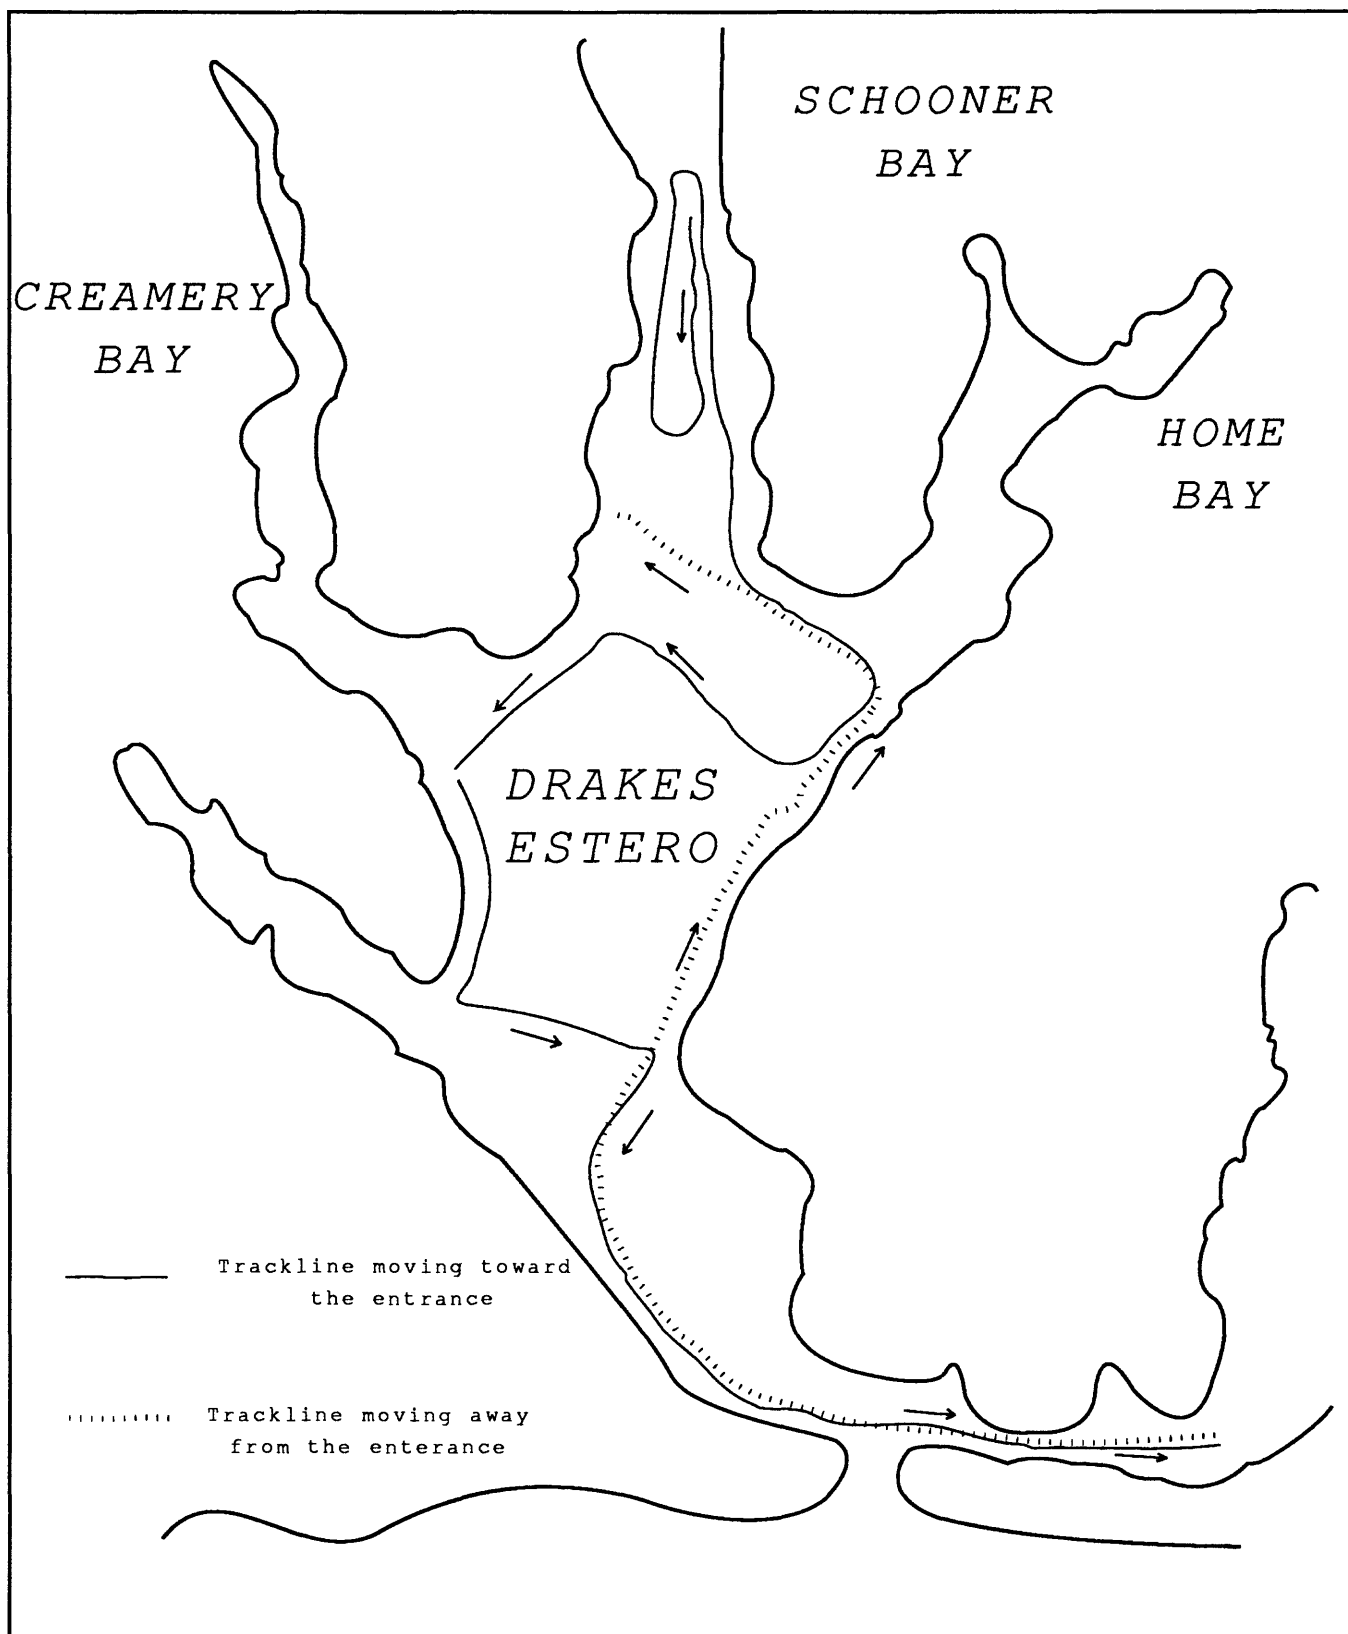 SCHOONER
BAY
CREAMERY
BAY
HOME
BAY
DRAKES
ESTERO
Trackline moving toward
the entrance
Trackline moving away
from the enterance